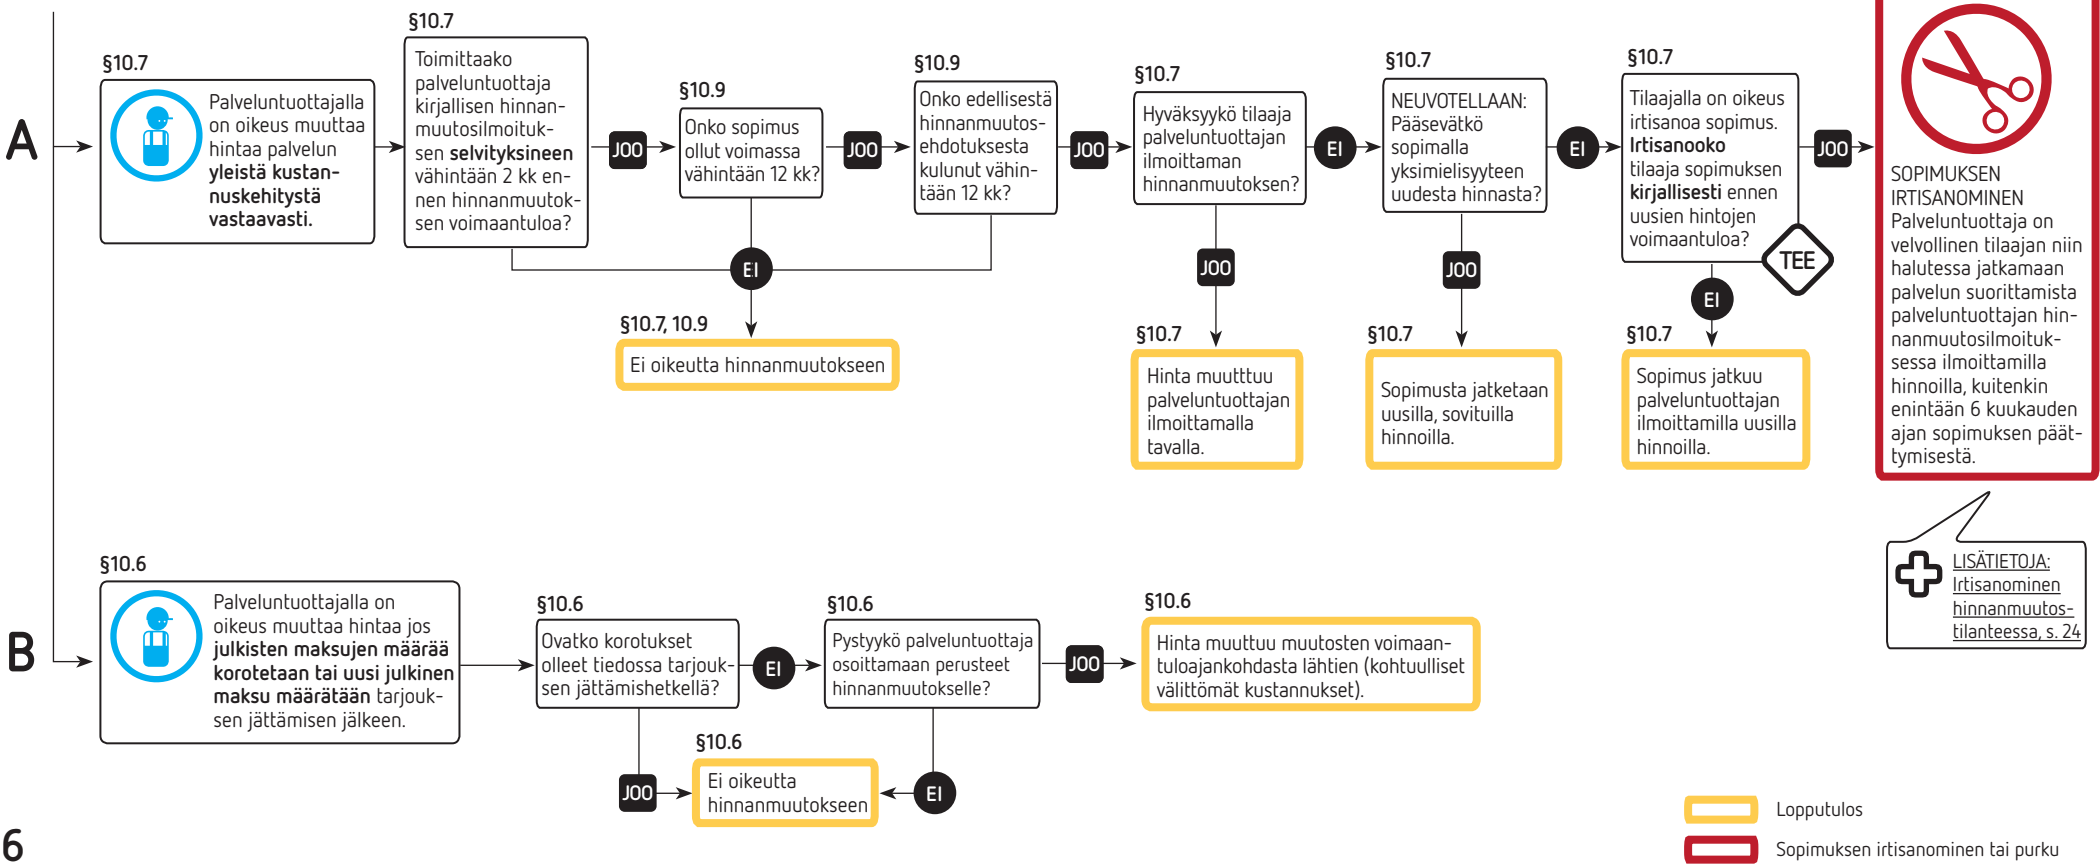 A
§10.7
Palveluntuottajalla
on oikeus muuttaa
hintaa palvelun
yleistä kustan-
nuskehitystä
vastaavasti.
§10.7
Toimittaako
palveluntuottaja
kirjallisen hinnan-
muutosilmoituk-
sen selvityksineen
vähintään 2 kk en-
nen hinnanmuutok-
sen voimaantuloa?
JOO
§10.9
Onko sopimus
ollut voimassa
vähintään 12 kk?
JOO
§10.9
Onko edellisestä
hinnanmuutos-
ehdotuksesta
kulunut vähin-
tään 12 kk?
JOO
EI
§10.7, 10.9
Ei oikeutta hinnanmuutokseen
§10.7
Hyväksyykö tilaaja
palveluntuottajan
ilmoittaman
hinnanmuutoksen?
JOO
§10.7
Hinta muutttuu
palveluntuottajan
ilmoittamalla
tavalla.
EI
§10.7
NEUVOTELLAAN:
Pääsevätkö
sopimalla
yksimielisyyteen
uudesta hinnasta?
JOO
§10.7
Sopimusta jatketaan
uusilla, sovituilla
hinnoilla.
EI
§10.7
Tilaajalla on oikeus
irtisanoa sopimus.
Irtisanooko
tilaaja sopimuksen
kirjallisesti ennen
uusien hintojen
voimaantuloa?
TEE
EI
§10.7
Sopimus jatkuu
palveluntuottajan
ilmoittamilla uusilla
hinnoilla.
JOO
SOPIMUKSEN
IRTISANOMINEN
Palveluntuottaja on
velvollinen tilaajan niin
halutessa jatkamaan
palvelun suorittamista
palveluntuottajan hin-
nanmuutosilmoituk-
sessa ilmoittamilla
hinnoilla, kuitenkin
enintään 6 kuukauden
ajan sopimuksen päät-
tymisestä.
LISÄTIETOJA:
Irtisanominen
hinnanmuutos-
tilanteessa, s. 24
B
§10.6
Palveluntuottajalla on
oikeus muuttaa hintaa jos
julkisten maksujen määrää
korotetaan tai uusi julkinen
maksu määrätään tarjouk-
sen jättämisen jälkeen.
§10.6
Ovatko korotukset
olleet tiedossa tarjouk-
sen jättämishetkellä?
EI
§10.6
Pystyykö palveluntuottaja
osoittamaan perusteet
hinnanmuutokselle?
JOO
§10.6
Hinta muuttuu muutosten voimaan-
tuloajankohdasta lähtien (kohtuulliset
välittömät kustannukset).
JOO
§10.6
Ei oikeutta
hinnanmuutokseen
EI
Lopputulos
Sopimuksen irtisanominen tai purku
6